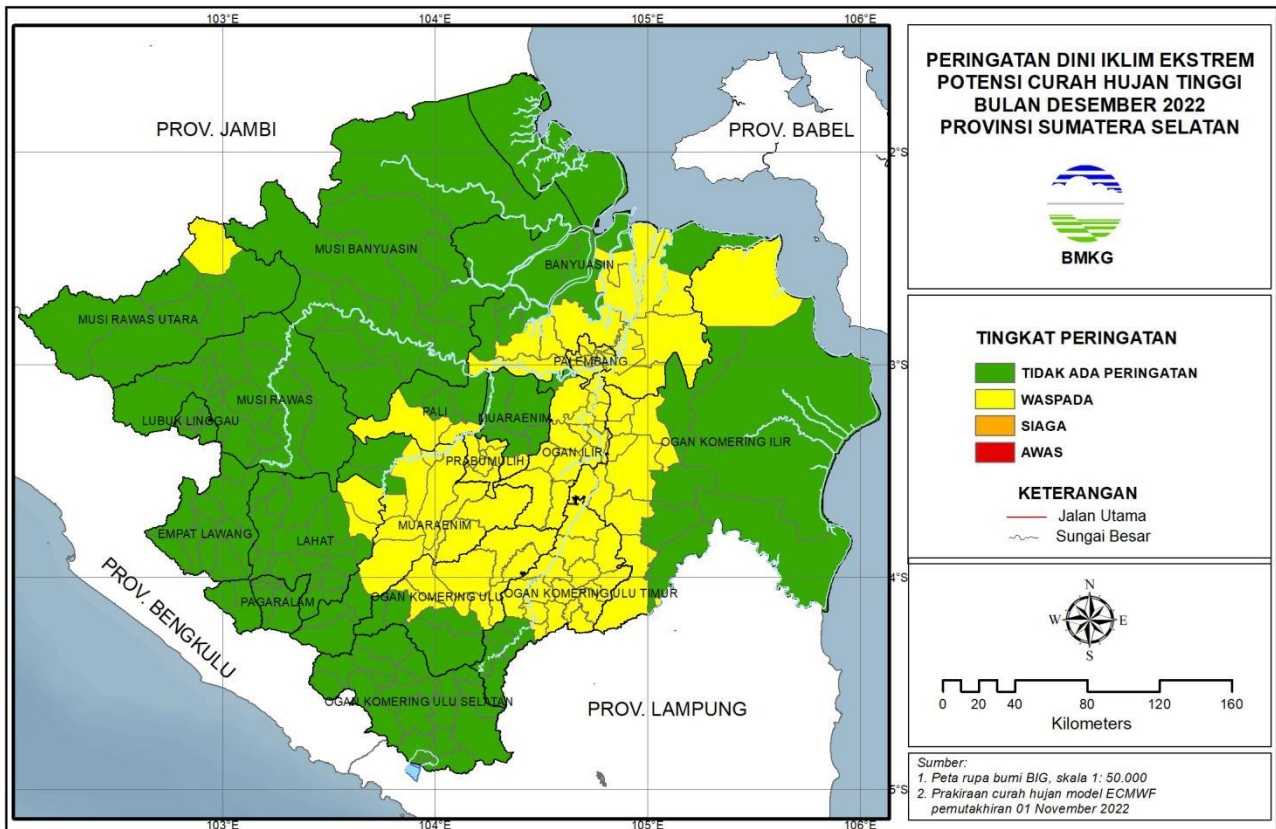 103°E
104°E
105°E
106°E
2°S
3°S
4°S
5°S
PROV. JAMBI
PROV. BABEL
PROV. BENGKULU
PROV. LAMPUNG
MUSI BANYUASIN
BANYUASIN
MUSI RAWAS UTARA
PALEMBANG
MUSI RAWAS
LUBUK LINGGAU
PALI
MUARAENIM
OGAN KOMERING ILIR
OGAN ILIR
PRABUMULIH
MUARAENIM
EMPAT LAWANG
LAHAT
PAGARALAM
OGAN KOMERING ULU
OGAN KOMERING ULU TIMUR
OGAN KOMERING ULU SELATAN
103°E
104°E
105°E
106°E
PERINGATAN DINI IKLIM EKSTREM
POTENSI CURAH HUJAN TINGGI
BULAN DESEMBER 2022
PROVINSI SUMATERA SELATAN
BMKG
TINGKAT PERINGATAN
TIDAK ADA PERINGATAN
WASPADA
SIAGA
AWAS
KETERANGAN
Jalan Utama
Sungai Besar
N
W
E
S
0 20 40 80 120 160
Kilometers
Sumber:
1. Peta rupa bumi BIG, skala 1: 50.000
2. Prakiraan curah hujan model ECMWF
pemutakhiran 01 November 2022